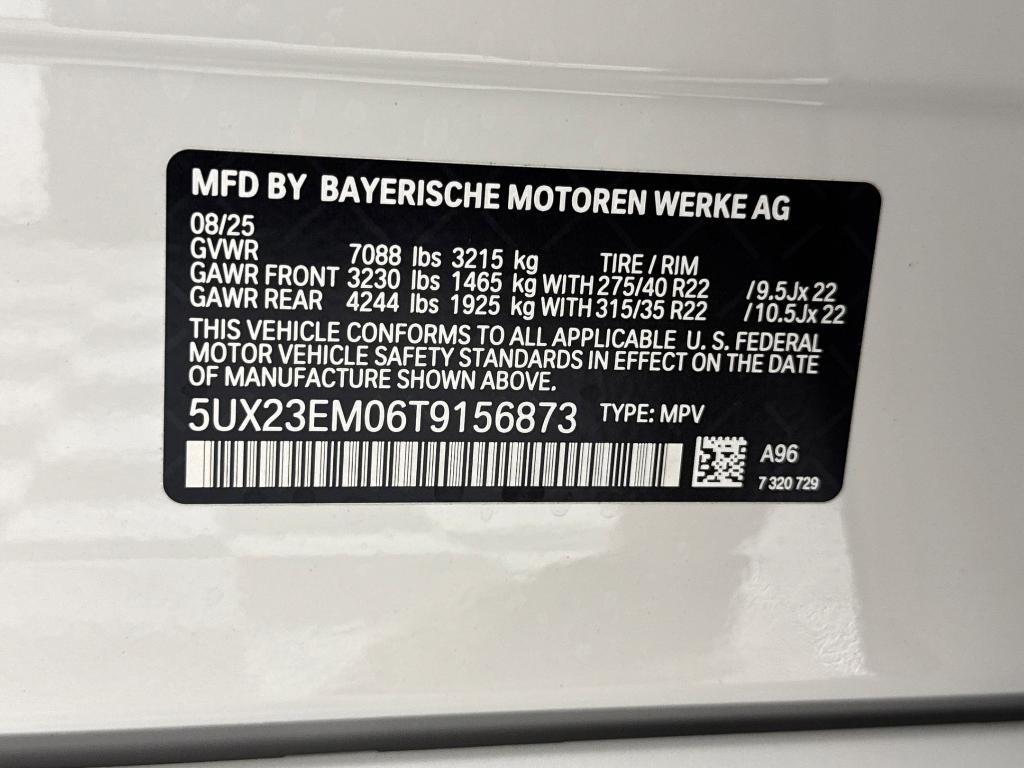 MFD BY BAYERISCHE MOTOREN WERKE AG
08/25
GVWR 7088 lbs 3215 kg TIRE / RIM
GAWR FRONT 3230 lbs 1465 kg WITH 275/40 R22 /9.5Jx 22
GAWR REAR 4244 lbs 1925 kg WITH 315/35 R22 /10.5Jx 22
THIS VEHICLE CONFORMS TO ALL APPLICABLE U. S. FEDERAL
MOTOR VEHICLE SAFETY STANDARDS IN EFFECT ON THE DATE
OF MANUFACTURE SHOWN ABOVE.
5UX23EM06T9156873 TYPE: MPV
A96
7 320 729